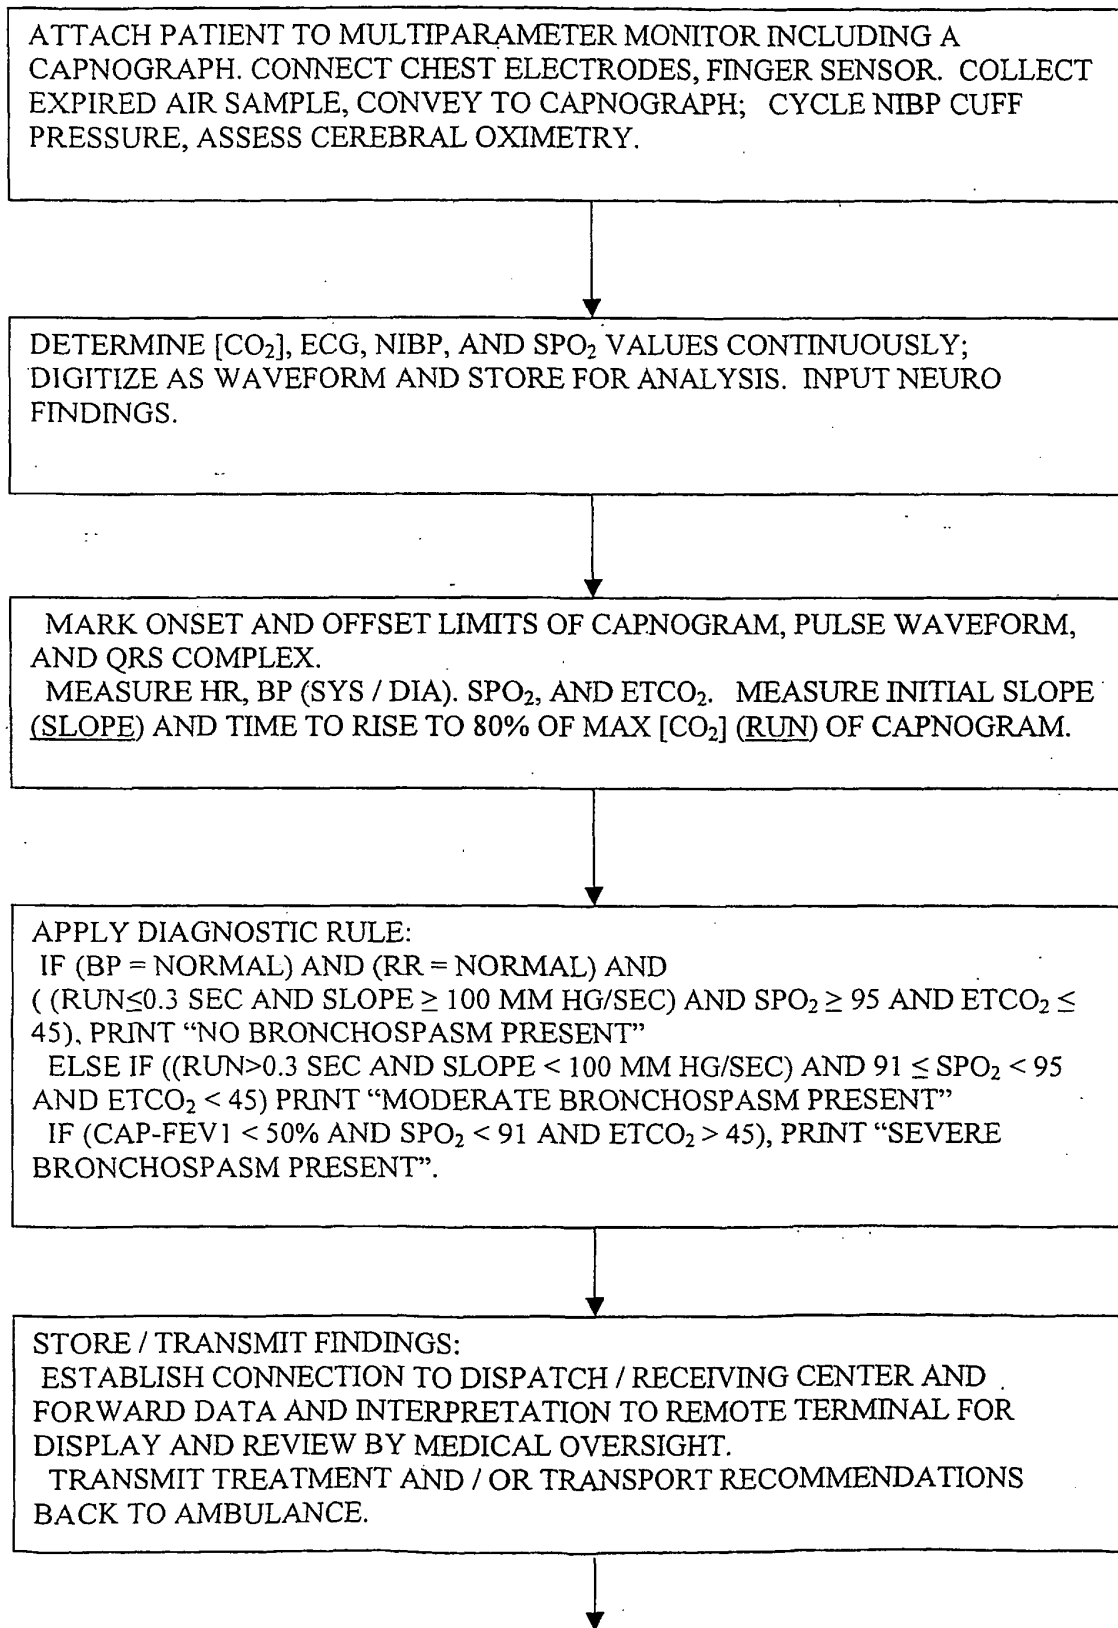 ATTACH PATIENT TO MULTIPARAMETER MONITOR INCLUDING A
CAPNOGRAPH. CONNECT CHEST ELECTRODES, FINGER SENSOR. COLLECT
EXPIRED AIR SAMPLE, CONVEY TO CAPNOGRAPH; CYCLE NIBP CUFF
PRESSURE, ASSESS CEREBRAL OXIMETRY.
DETERMINE [CO₂], ECG, NIBP, AND SPO₂ VALUES CONTINUOUSLY;
DIGITIZE AS WAVEFORM AND STORE FOR ANALYSIS. INPUT NEURO
FINDINGS.
MARK ONSET AND OFFSET LIMITS OF CAPNOGRAM, PULSE WAVEFORM,
AND QRS COMPLEX.
MEASURE HR, BP (SYS / DIA). SPO₂, AND ETCO₂. MEASURE INITIAL SLOPE
(SLOPE) AND TIME TO RISE TO 80% OF MAX [CO₂] (RUN) OF CAPNOGRAM.
APPLY DIAGNOSTIC RULE:
IF (BP = NORMAL) AND (RR = NORMAL) AND
( (RUN≤0.3 SEC AND SLOPE ≥ 100 MM HG/SEC) AND SPO₂ ≥ 95 AND ETCO₂ ≤
45), PRINT “NO BRONCHOSPASM PRESENT”
ELSE IF ((RUN>0.3 SEC AND SLOPE < 100 MM HG/SEC) AND 91 ≤ SPO₂ < 95
AND ETCO₂ < 45) PRINT “MODERATE BRONCHOSPASM PRESENT”
IF (CAP-FEV1 < 50% AND SPO₂ < 91 AND ETCO₂ > 45), PRINT “SEVERE
BRONCHOSPASM PRESENT”.
STORE / TRANSMIT FINDINGS:
ESTABLISH CONNECTION TO DISPATCH / RECEIVING CENTER AND
FORWARD DATA AND INTERPRETATION TO REMOTE TERMINAL FOR
DISPLAY AND REVIEW BY MEDICAL OVERSIGHT.
TRANSMIT TREATMENT AND / OR TRANSPORT RECOMMENDATIONS
BACK TO AMBULANCE.